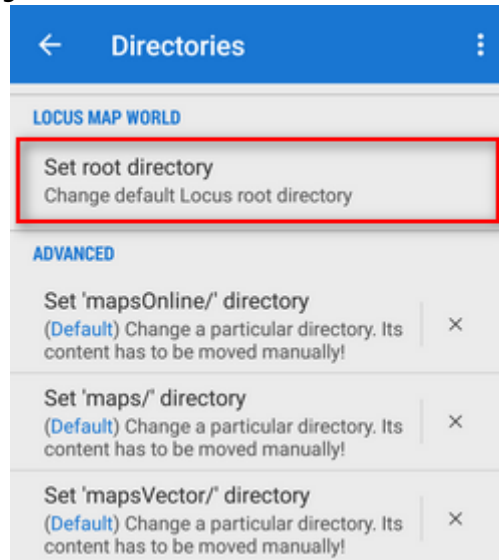 Directories
LOCUS MAP WORLD
Set root directory
Change default Locus root directory
ADVANCED
Set 'mapsOnline/' directory
(Default) Change a particular directory. Its
content has to be moved manually!
Set 'maps/' directory
(Default) Change a particular directory. Its
content has to be moved manually!
Set 'mapsVector/' directory
(Default) Change a particular directory. Its
content has to be moved manually!